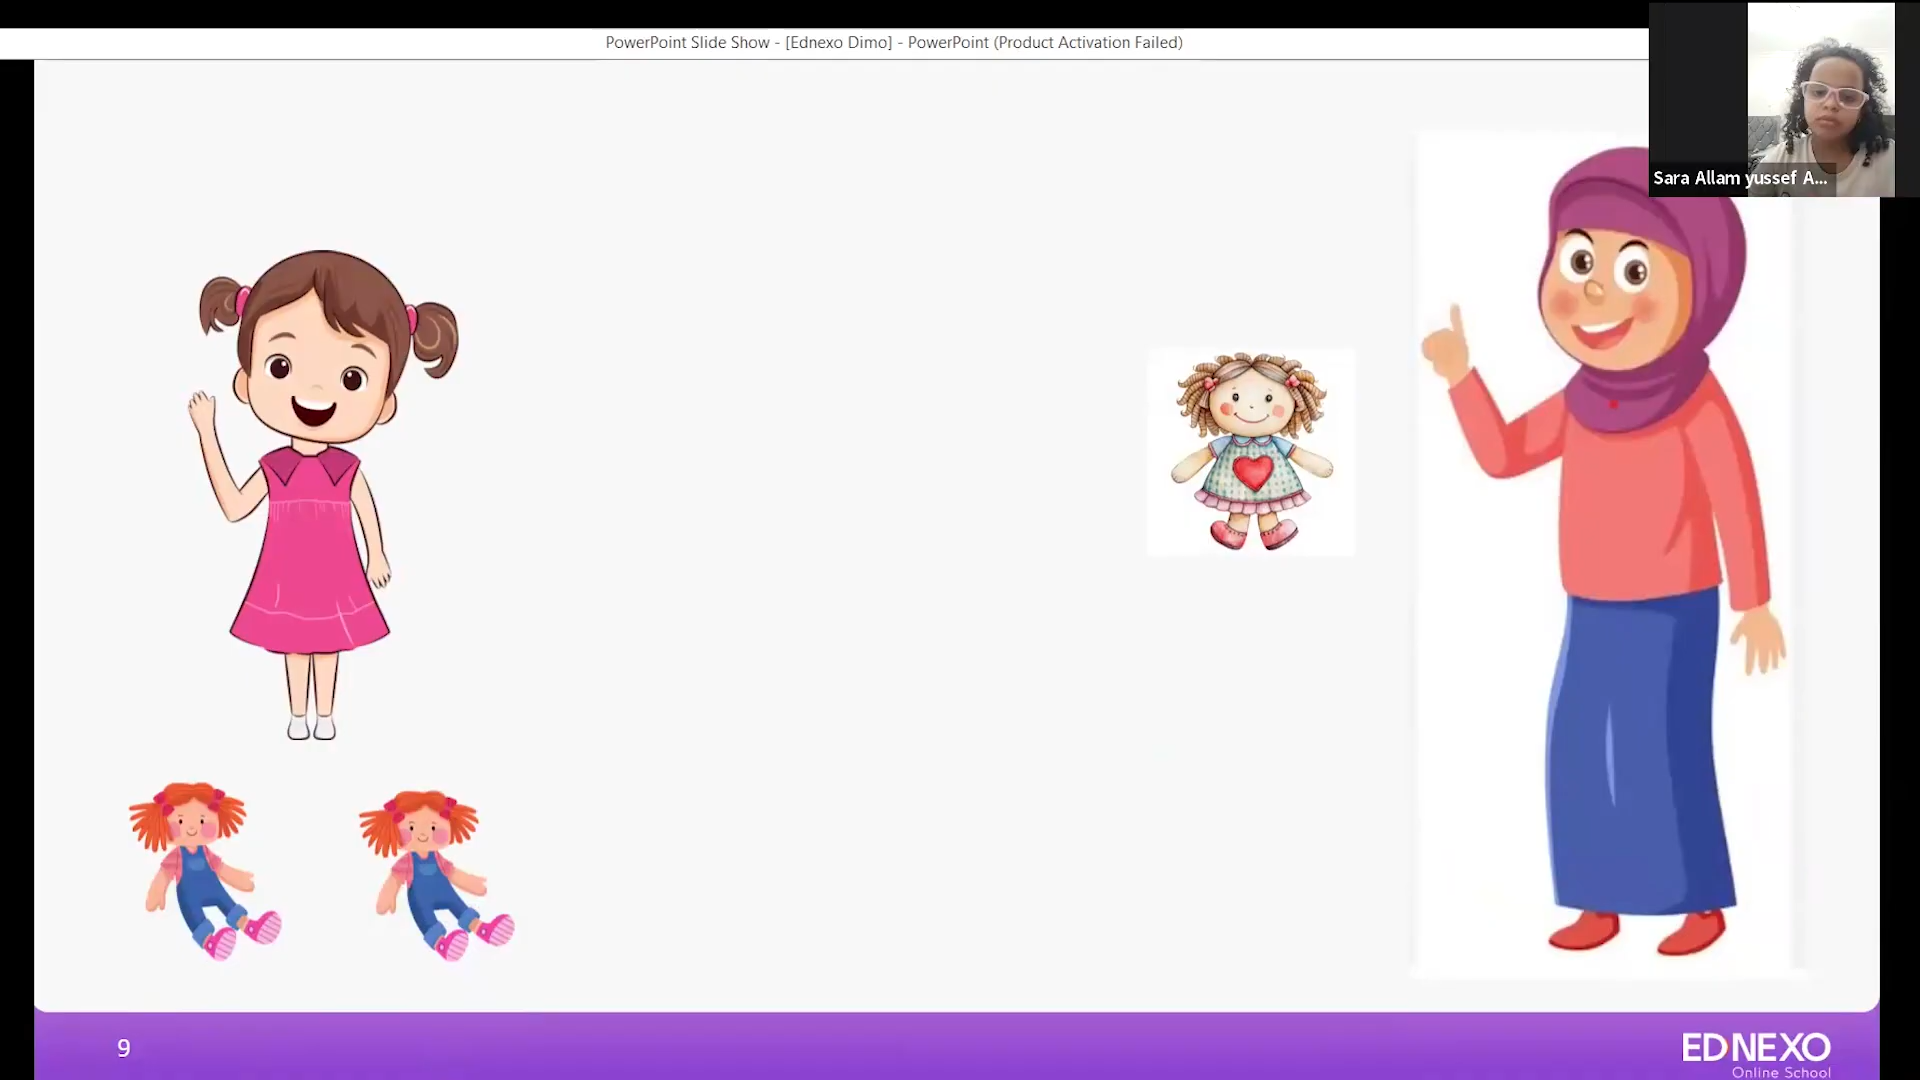 PowerPoint Slide Show - [Ednexo Dimo] - PowerPoint (Product Activation Failed)
Sara Allam yussef A...
9
EDNEXO
Online School